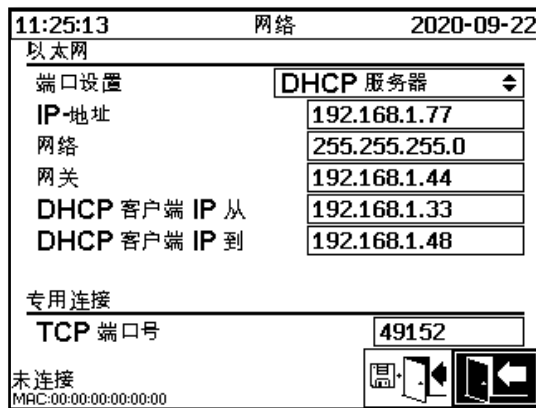 11:25:13 网络 2020-09-22
以太网
端口设置 DHCP 服务器
IP-地址 192.168.1.77
网络 255.255.255.0
网关 192.168.1.44
DHCP 客户端 IP 从 192.168.1.33
DHCP 客户端 IP 到 192.168.1.48
专用连接
TCP 端口号 49152
未连接
MAC:00:00:00:00:00:00